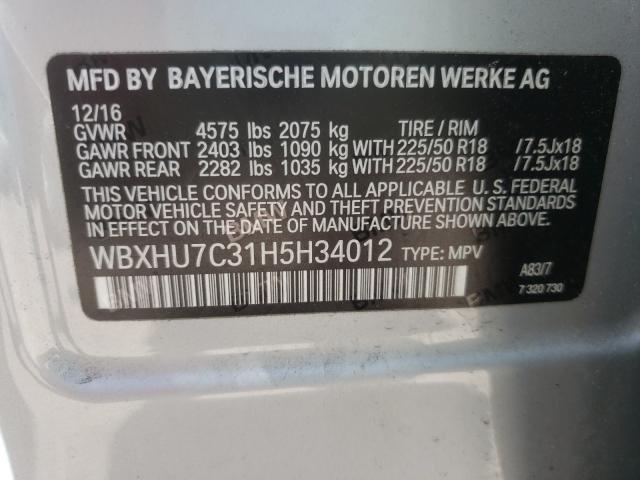 MFD BY BAYERISCHE MOTOREN WERKE AG
12/16
GVWR 4575 lbs 2075 kg TIRE / RIM
GAWR FRONT 2403 lbs 1090 kg WITH 225/50 R18 /7.5Jx18
GAWR REAR 2282 lbs 1035 kg WITH 225/50 R18 /7.5Jx18
THIS VEHICLE CONFORMS TO ALL APPLICABLE U. S. FEDERAL
MOTOR VEHICLE SAFETY AND THEFT PREVENTION STANDARDS
IN EFFECT ON THE DATE OF MANUFACTURE SHOWN ABOVE.
WBXHU7C31H5H34012 TYPE: MPV
A83/7
7 320 730